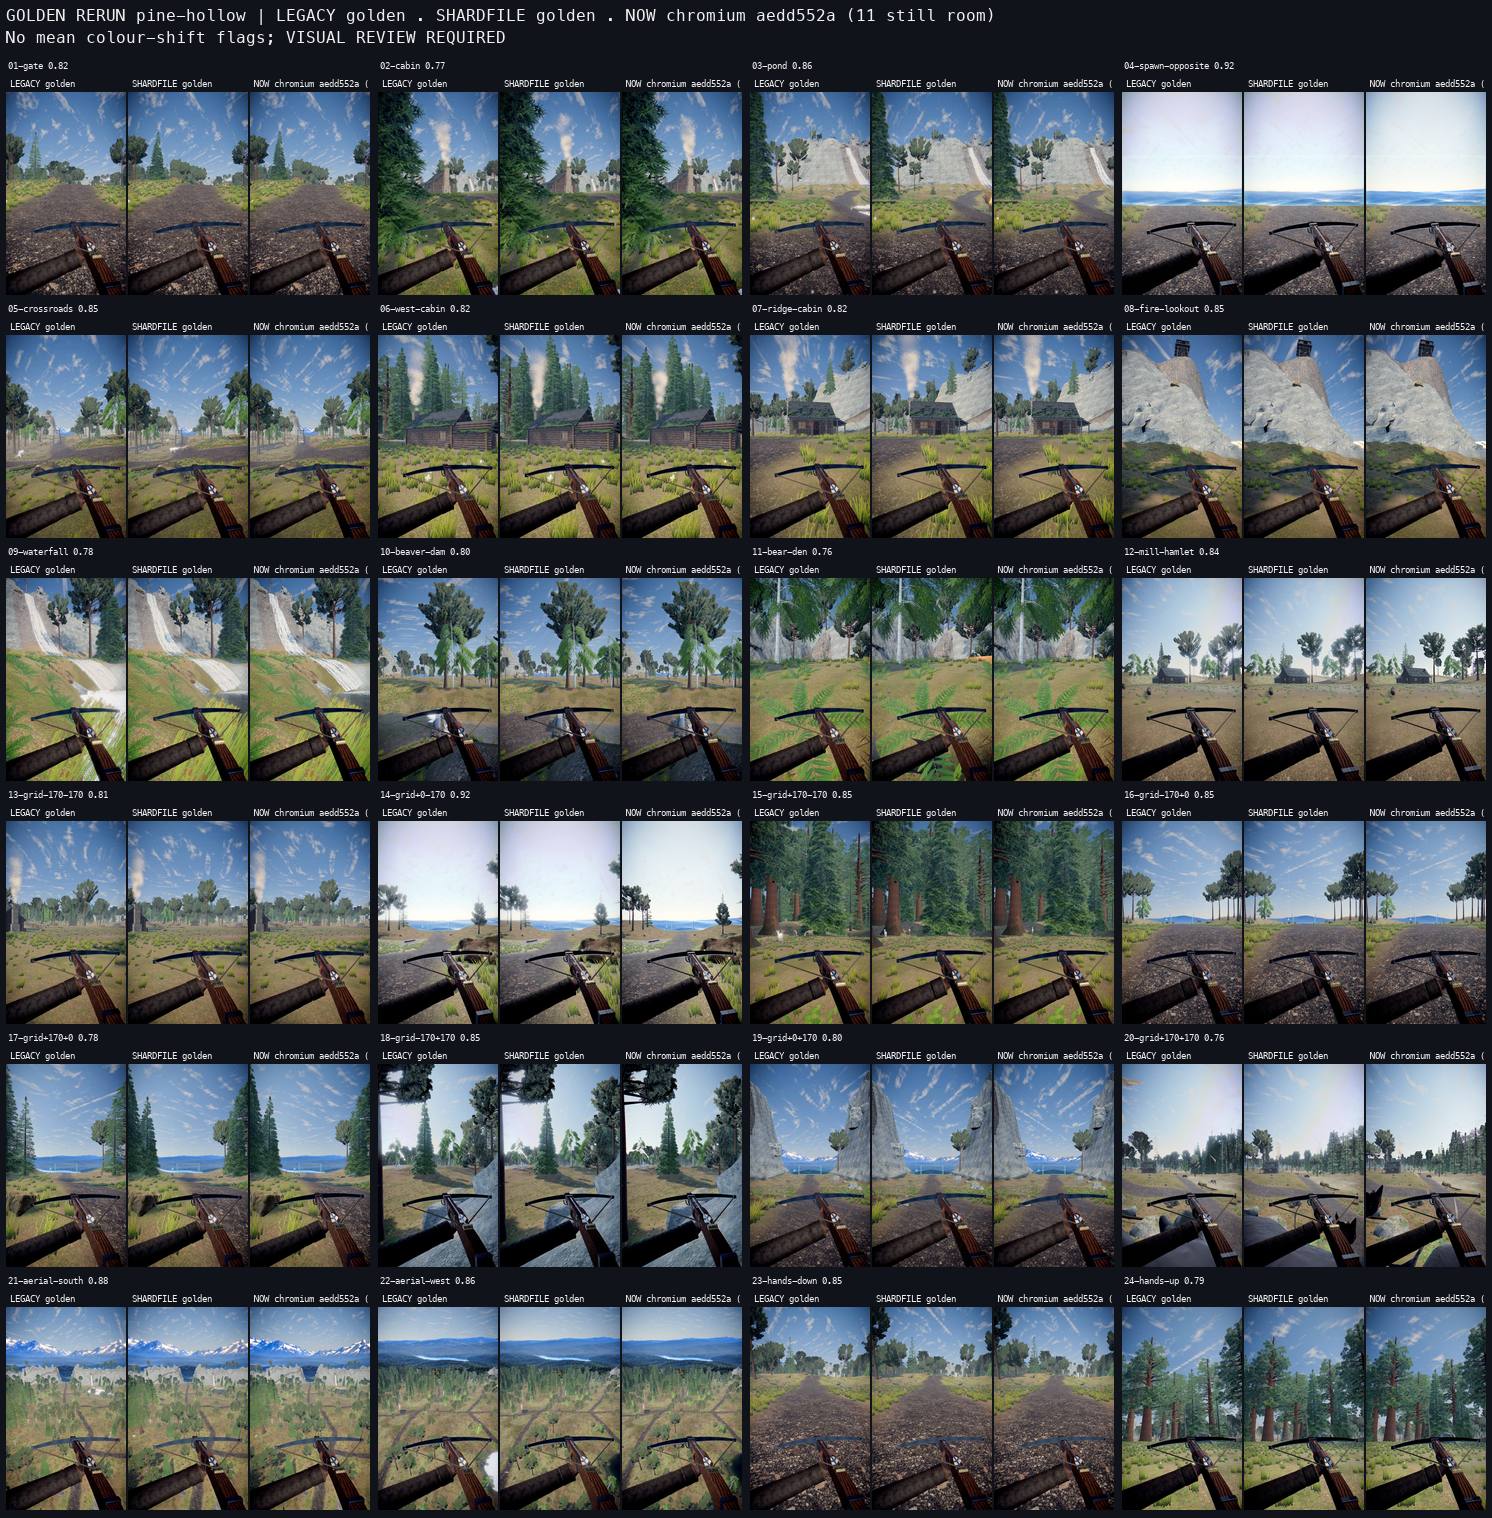 GOLDEN RERUN pine-hollow | LEGACY golden . SHARDFILE golden . NOW chromium aedd552a (11 still room)
No mean colour-shift flags; VISUAL REVIEW REQUIRED
01-gate 0.82
LEGACY golden SHARDFILE golden NOW chromium aedd552a (
02-cabin 0.77
LEGACY golden SHARDFILE golden NOW chromium aedd552a (
03-pond 0.86
LEGACY golden SHARDFILE golden NOW chromium aedd552a (
04-spawn-opposite 0.92
LEGACY golden SHARDFILE golden NOW chromium aedd552a (
05-crossroads 0.85
LEGACY golden SHARDFILE golden NOW chromium aedd552a (
06-west-cabin 0.82
LEGACY golden SHARDFILE golden NOW chromium aedd552a (
07-ridge-cabin 0.82
LEGACY golden SHARDFILE golden NOW chromium aedd552a (
08-fire-lookout 0.85
LEGACY golden SHARDFILE golden NOW chromium aedd552a (
09-waterfall 0.78
LEGACY golden SHARDFILE golden NOW chromium aedd552a (
10-beaver-dam 0.80
LEGACY golden SHARDFILE golden NOW chromium aedd552a (
11-bear-den 0.76
LEGACY golden SHARDFILE golden NOW chromium aedd552a (
12-mill-hamlet 0.84
LEGACY golden SHARDFILE golden NOW chromium aedd552a (
13-grid-170-170 0.81
LEGACY golden SHARDFILE golden NOW chromium aedd552a (
14-grid+0-170 0.92
LEGACY golden SHARDFILE golden NOW chromium aedd552a (
15-grid+170-170 0.85
LEGACY golden SHARDFILE golden NOW chromium aedd552a (
16-grid-170+0 0.85
LEGACY golden SHARDFILE golden NOW chromium aedd552a (
17-grid+170+0 0.78
LEGACY golden SHARDFILE golden NOW chromium aedd552a (
18-grid-170+170 0.85
LEGACY golden SHARDFILE golden NOW chromium aedd552a (
19-grid+0+170 0.80
LEGACY golden SHARDFILE golden NOW chromium aedd552a (
20-grid+170+170 0.76
LEGACY golden SHARDFILE golden NOW chromium aedd552a (
21-aerial-south 0.88
LEGACY golden SHARDFILE golden NOW chromium aedd552a (
22-aerial-west 0.86
LEGACY golden SHARDFILE golden NOW chromium aedd552a (
23-hands-down 0.85
LEGACY golden SHARDFILE golden NOW chromium aedd552a (
24-hands-up 0.79
LEGACY golden SHARDFILE golden NOW chromium aedd552a (